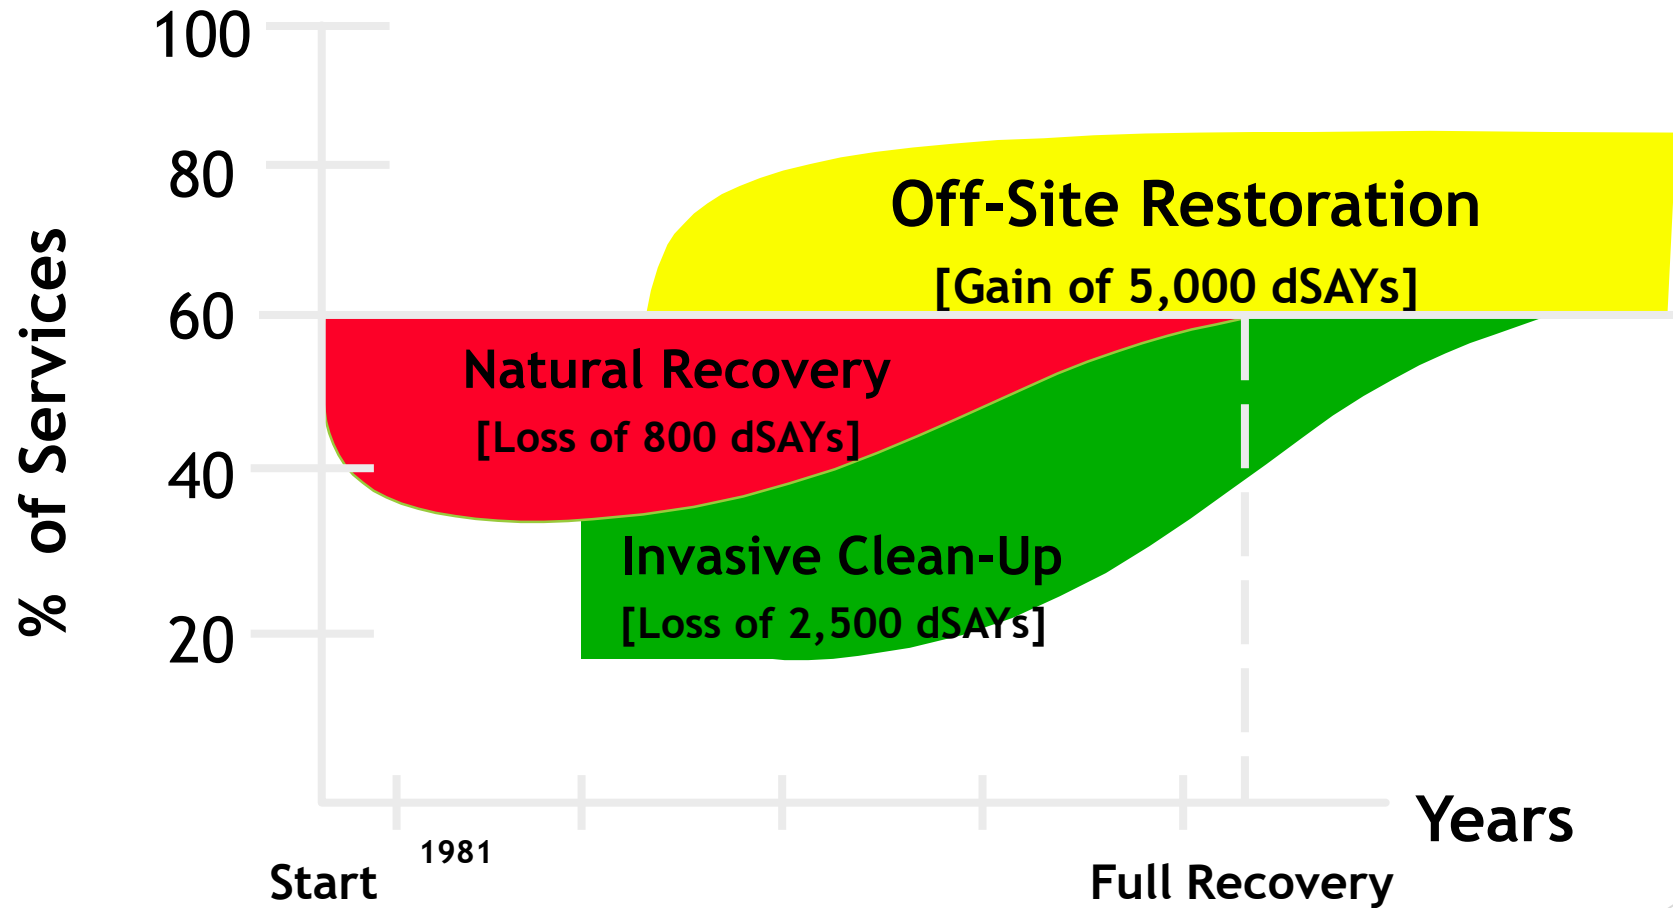 100
80
60
40
20
% of Services
Off-Site Restoration
[Gain of 5,000 dSAYs]
Natural Recovery
[Loss of 800 dSAYs]
Invasive Clean-Up
[Loss of 2,500 dSAYs]
Years
1981
Start
Full Recovery